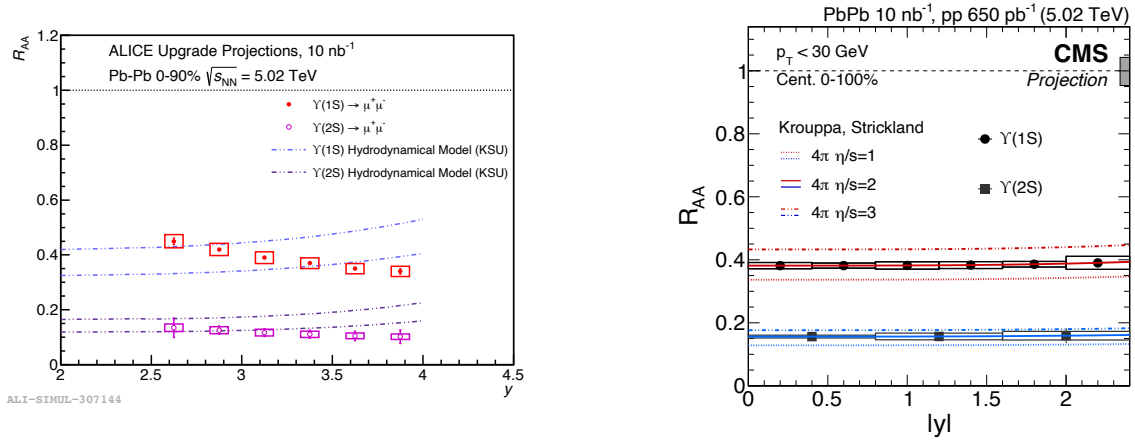 ALICE Upgrade Projections, 10 nb⁻¹
Pb-Pb 0-90% √s_NN = 5.02 TeV
ϒ(1S) → μ⁺μ⁻
ϒ(2S) → μ⁺μ⁻
ϒ(1S) Hydrodynamical Model (KSU)
ϒ(2S) Hydrodynamical Model (KSU)
R_AA
1.2
1
0.8
0.6
0.4
0.2
0
2 2.5 3 3.5 4 4.5
y
ALI-SIMUL-307144
PbPb 10 nb⁻¹, pp 650 pb⁻¹ (5.02 TeV)
p_T < 30 GeV
CMS
Cent. 0-100%
Projection
Krouppa, Strickland
4π η/s=1
4π η/s=2
4π η/s=3
ϒ(1S)
ϒ(2S)
R_AA
1
0.8
0.6
0.4
0.2
0
0 0.5 1 1.5 2
|y|